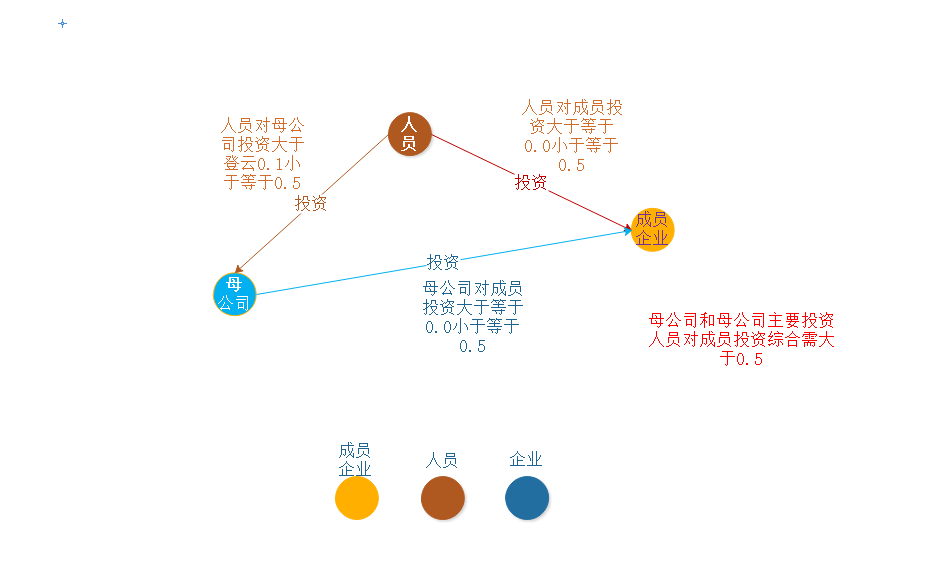 人员对母公
司投资大于
登云0.1小
于等于0.5
投资
人
员
人员对成员投
资大于等于
0.0小于等于
0.5
投资
成员
企业
母
公司
投资
母公司对成员
投资大于等于
0.0小于等于
0.5
母公司和母公司主要投资
人员对成员投资综合需大
于0.5
成员
企业
人员
企业